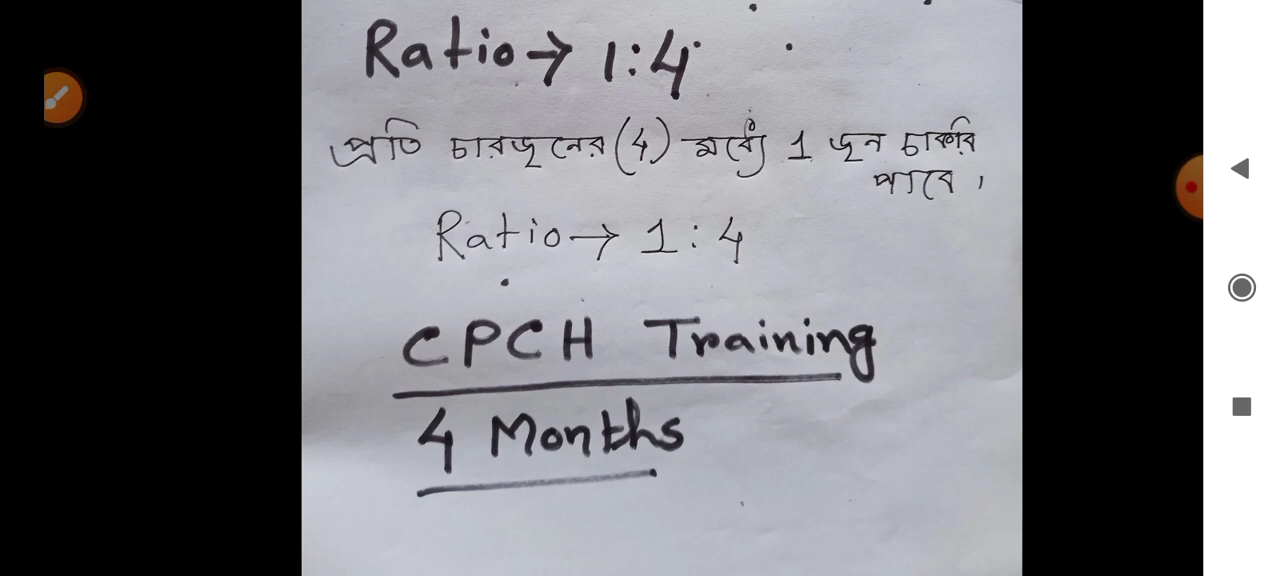 Ratio → 1:4
প্রতি চারজনের (4) মধ্যে 1 জন চাকরি
পাবে,
Ratio → 1:4
CPCH Training
4 Months